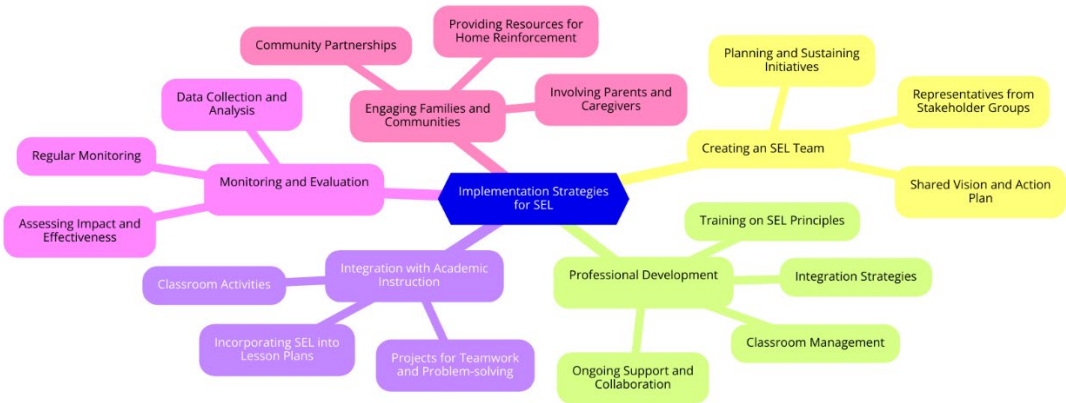 Implementation Strategies
for SEL
Creating an SEL Team
Planning and Sustaining
Initiatives
Representatives from
Stakeholder Groups
Shared Vision and Action
Plan
Professional Development
Training on SEL Principles
Integration Strategies
Classroom Management
Ongoing Support and
Collaboration
Integration with Academic
Instruction
Classroom Activities
Incorporating SEL into
Lesson Plans
Projects for Teamwork
and Problem-solving
Monitoring and Evaluation
Data Collection and
Analysis
Regular Monitoring
Assessing Impact and
Effectiveness
Engaging Families and
Communities
Community Partnerships
Providing Resources for
Home Reinforcement
Involving Parents and
Caregivers